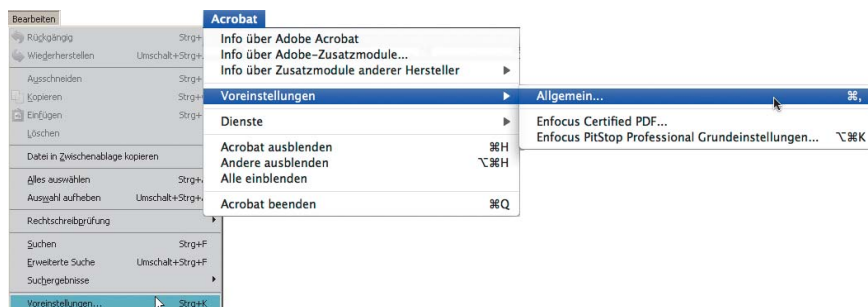 Bearbeiten
Rückgängig Strg+
Wiederherstellen Umschalt+Strg+
Ausschneiden Strg+
Kopieren Strg+
Einfügen Strg+
Löschen
Datei in Zwischenablage kopieren
Alles auswählen Strg+
Auswahl aufheben Umschalt+Strg+
Rechtschreibprüfung
Suchen Strg+F
Erweiterte Suche Umschalt+Strg+F
Suchergebnisse
Voreinstellungen... Strg+K
Acrobat
Info über Adobe Acrobat
Info über Adobe-Zusatzmodule...
Info über Zusatzmodule anderer Hersteller
Voreinstellungen
Dienste
Acrobat ausblenden ⌘H
Andere ausblenden ⌥⌘H
Alle einblenden
Acrobat beenden ⌘Q
Allgemein... ⌘,
Enfocus Certified PDF...
Enfocus PitStop Professional Grundeinstellungen... ⌥⌘K